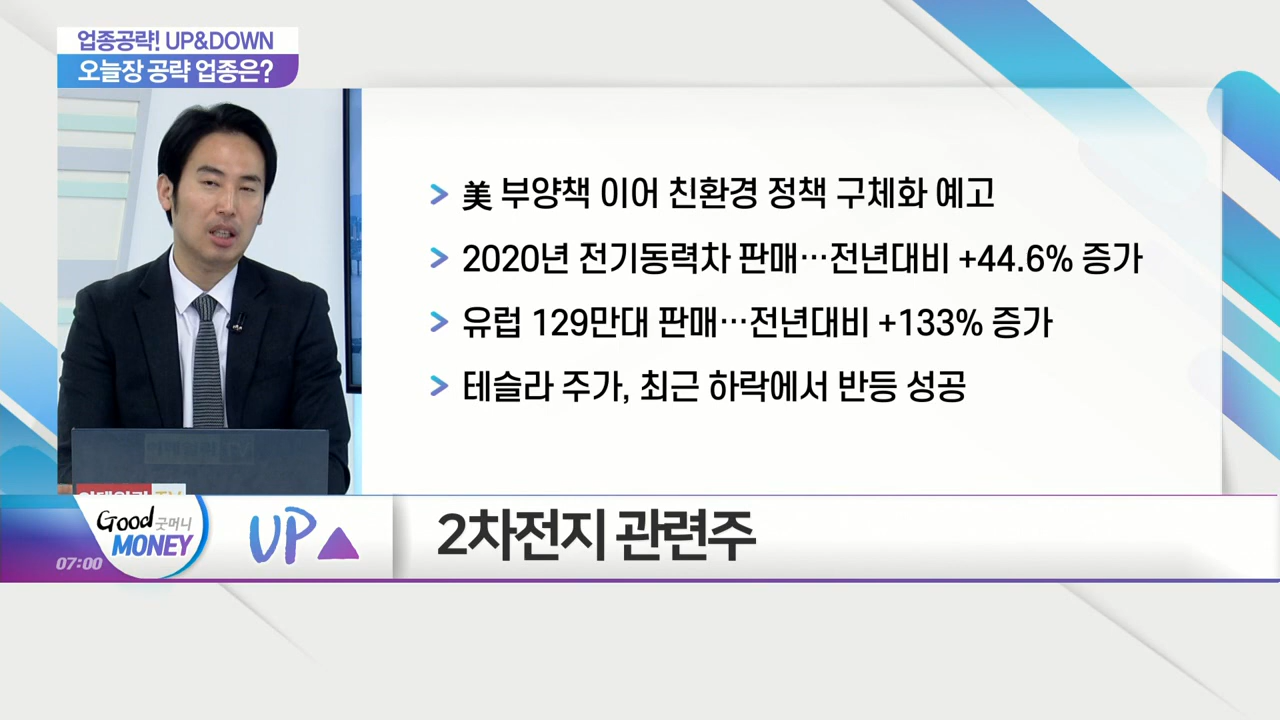 업종공략! UP&DOWN
오늘장 공략 업종은?
美 부양책 이어 친환경 정책 구체화 예고
2020년 전기동력차 판매…전년대비 +44.6% 증가
유럽 129만대 판매…전년대비 +133% 증가
테슬라 주가, 최근 하락에서 반등 성공
Good 굿머니
MONEY
07:00
UP
2차전지 관련주